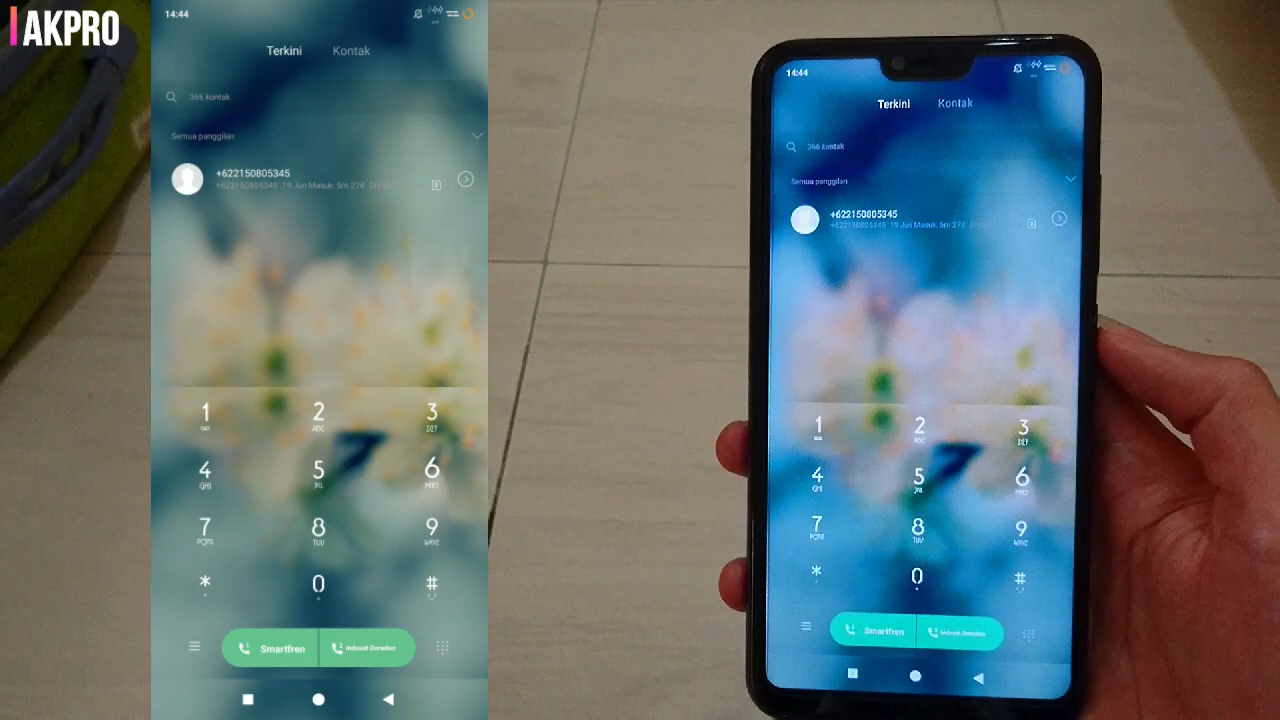 AKPRO
14:44
Terkini Kontak
366 kontak
Semua panggilan
+622150805345
+622150805345 19 Jun Masuk: 5m 27d
1 2 3
ABC DEF
4 5 6
GHI JKL MNO
7 8 9
PQRS TUV WXYZ
* 0 #
Smartfren Indosat Ooredoo
14:44
Terkini Kontak
366 kontak
Semua panggilan
+622150805345
+622150805345 19 Jun Masuk: 5m 27d
1 2 3
ABC DEF
4 5 6
GHI JKL MNO
7 8 9
PQRS TUV WXYZ
* 0 #
Smartfren Indosat Ooredoo